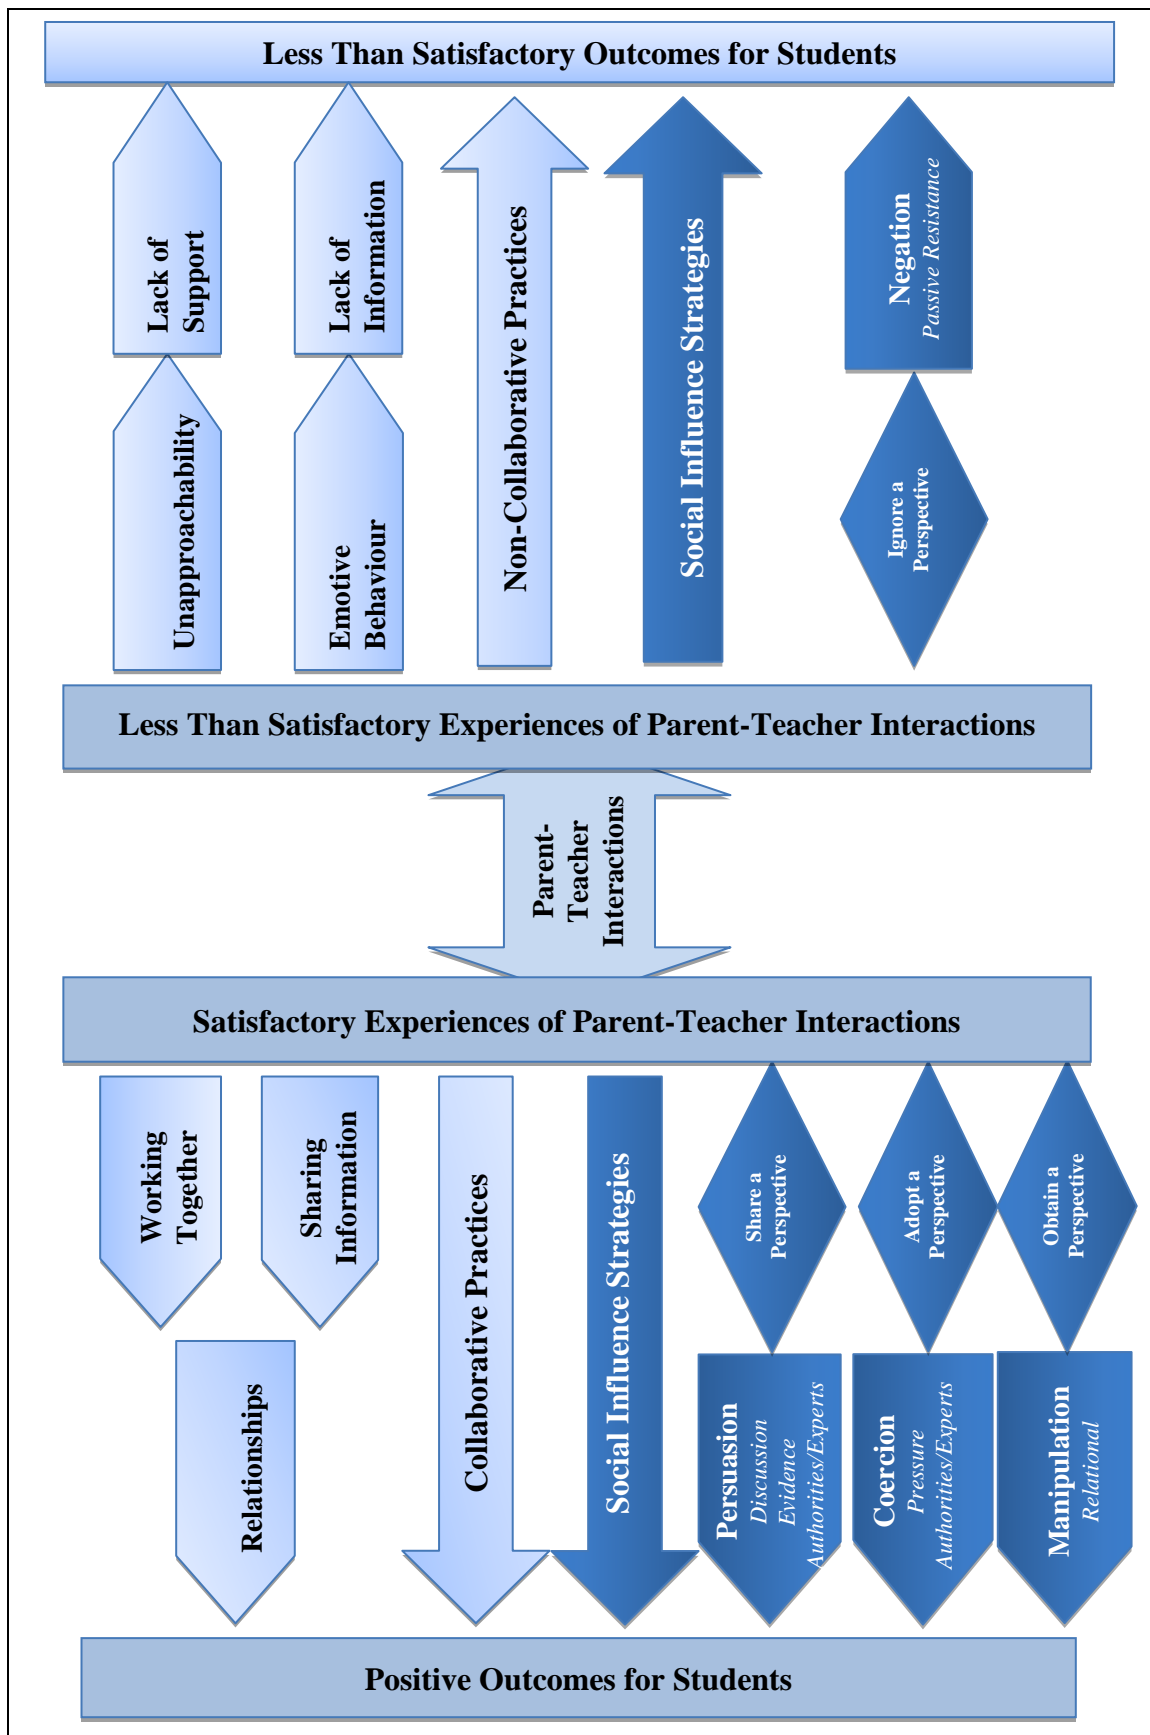 Less Than Satisfactory Outcomes for Students
Lack of
Support
Lack of
Information
Unapproachability
Emotive
Behaviour
Non-Collaborative Practices
Social Influence Strategies
Negation
Passive Resistance
Ignore a
Perspective
Less Than Satisfactory Experiences of Parent-Teacher Interactions
Parent-
Teacher
Interactions
Satisfactory Experiences of Parent-Teacher Interactions
Working
Together
Sharing
Information
Relationships
Collaborative Practices
Social Influence Strategies
Share a
Perspective
Adopt a
Perspective
Obtain a
Perspective
Persuasion
Discussion
Evidence
Authorities/Experts
Coercion
Pressure
Authorities/Experts
Manipulation
Relational
Positive Outcomes for Students